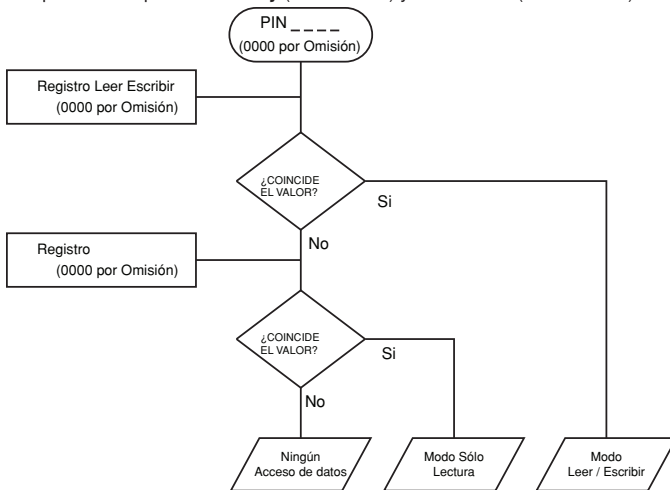 PIN _ _ _ _
(0000 por Omisión)
Registro Leer Escribir
(0000 por Omisión)
¿COINCIDE
EL VALOR?
Si
No
Registro
(0000 por Omisión)
¿COINCIDE
EL VALOR?
Si
No
Ningún
Acceso de datos
Modo Sólo
Lectura
Modo
Leer / Escribir